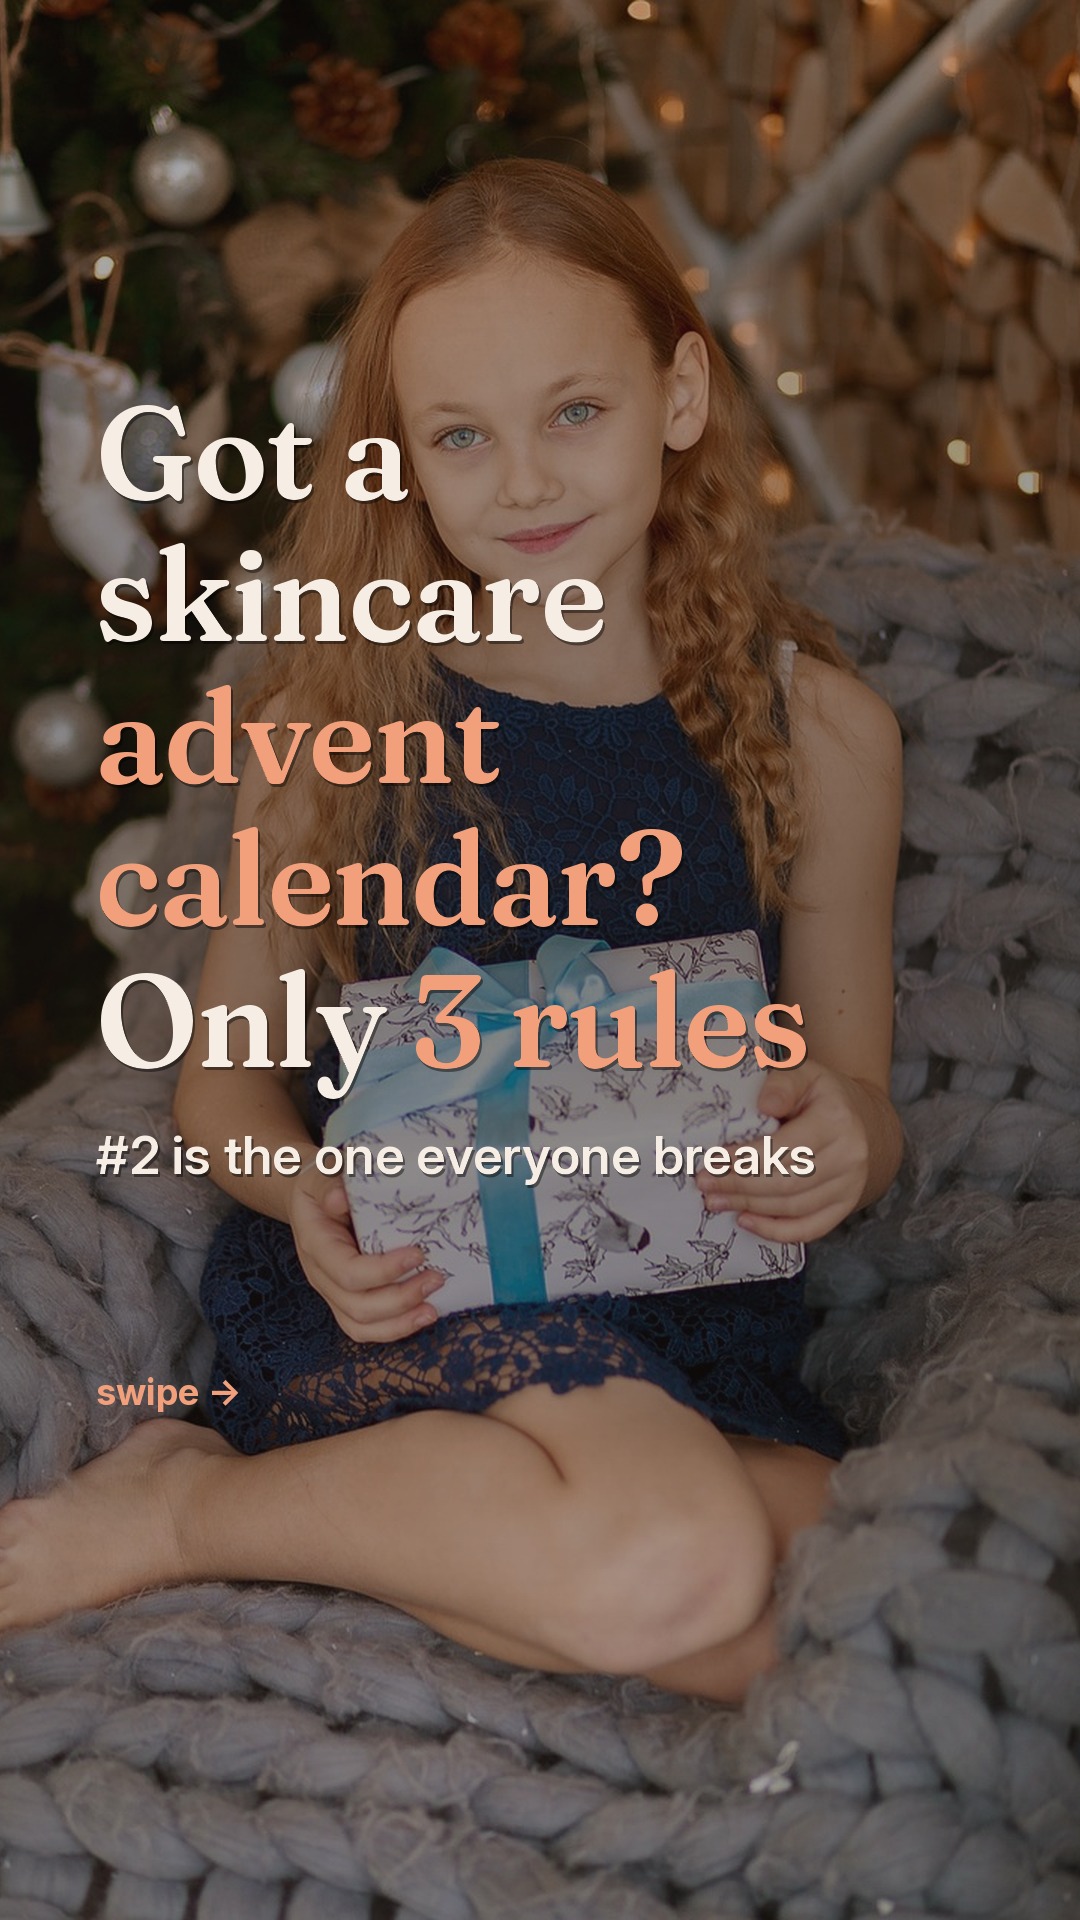 Got a
skincare
advent
calendar?
Only 3 rules
#2 is the one everyone breaks
swipe →